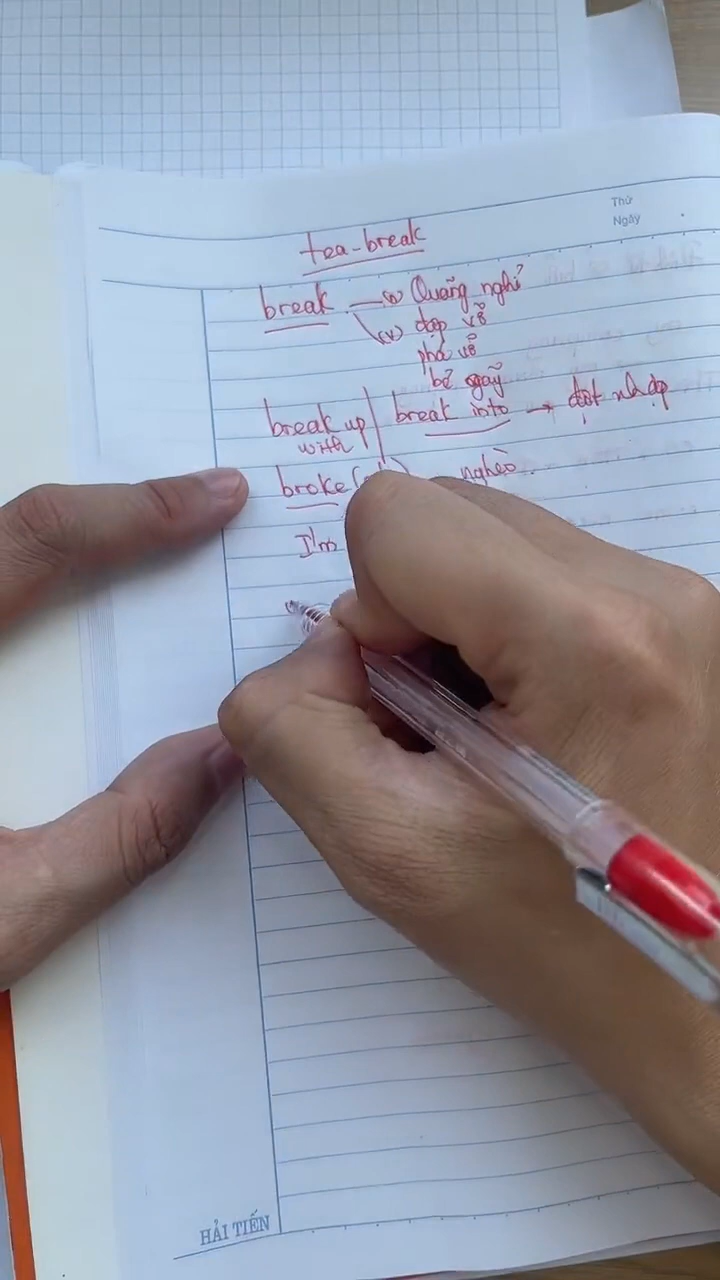 Thứ
Ngày
tea-break
break — (n) Quãng nghỉ
(v) đập vỡ
phá vỡ
bẻ gãy
break up with | break into → đột nhập
broke nghèo
I'm
HẢI TIẾN